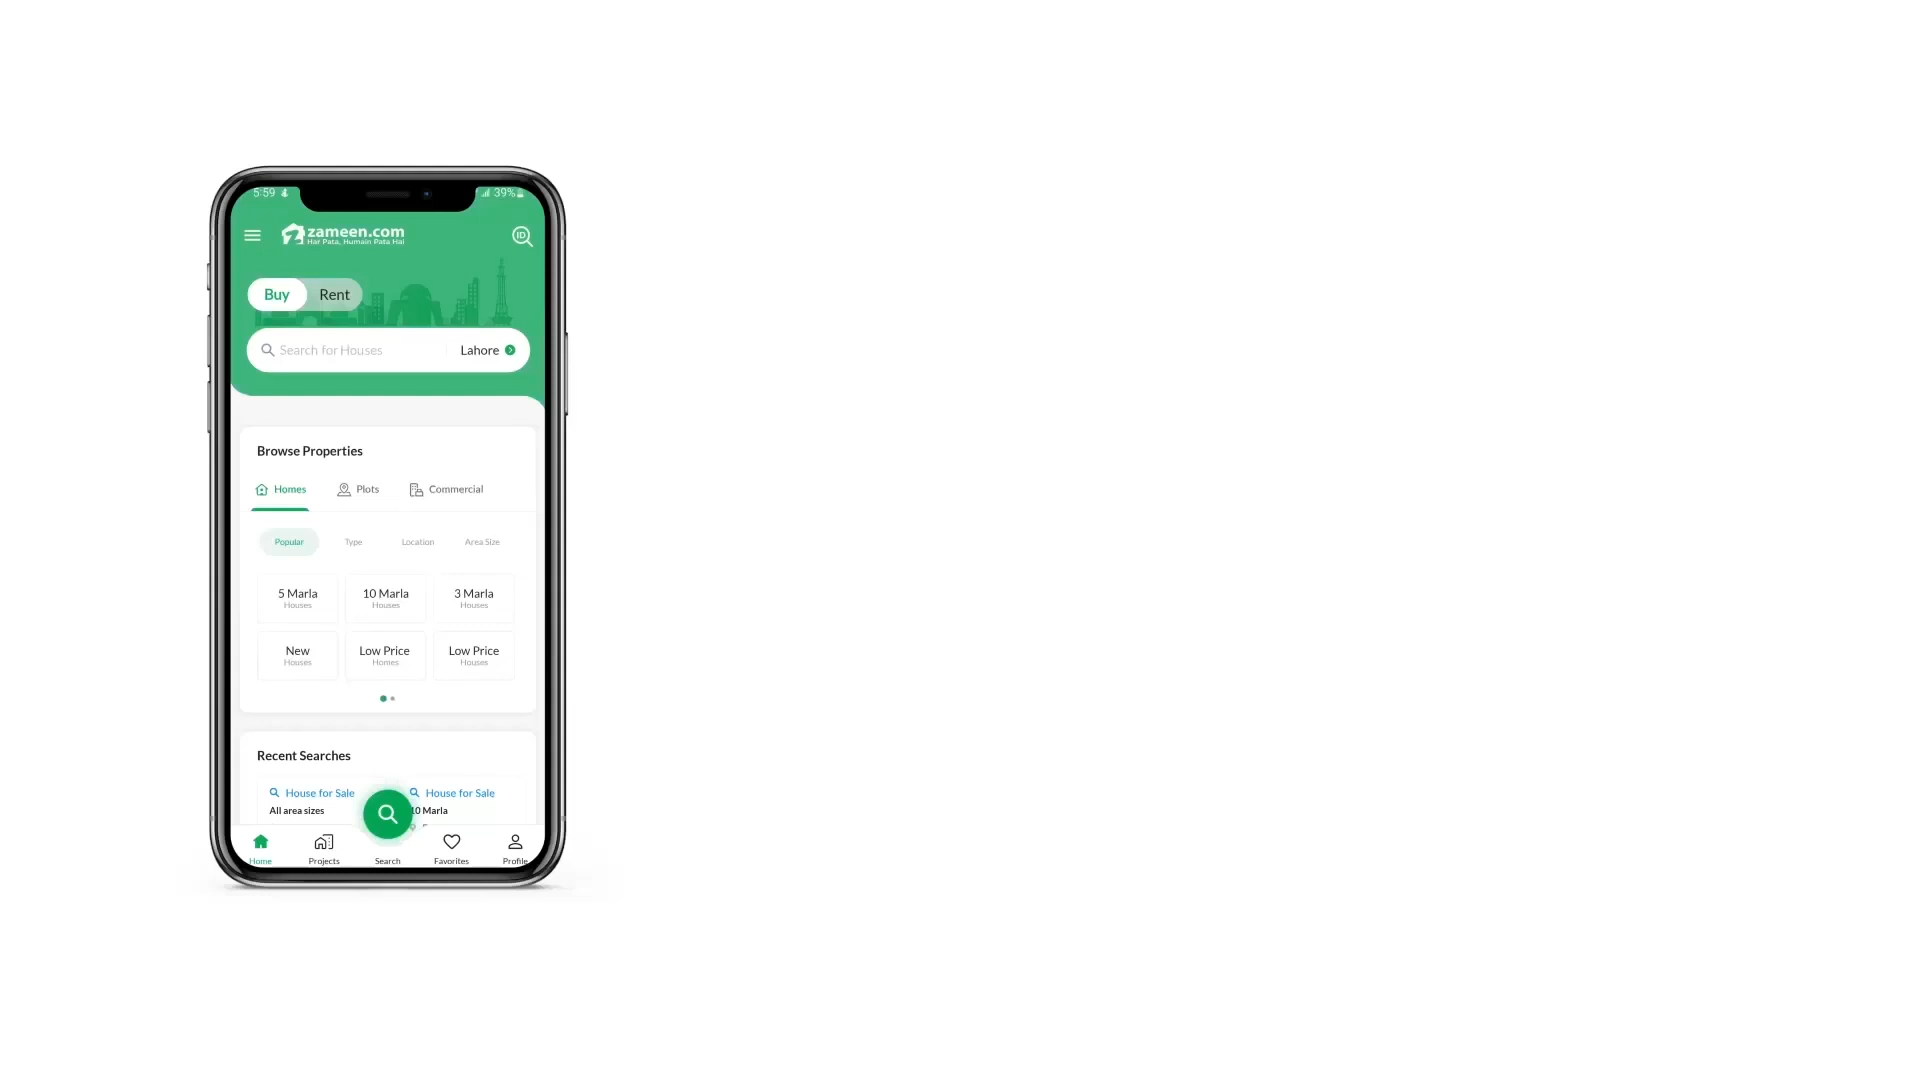 5:59
39%
zameen.com
Har Pata, Humain Pata Hai
ID
Buy Rent
Search for Houses
Lahore
Browse Properties
Homes Plots Commercial
Popular Type Location Area Size
5 Marla 10 Marla 3 Marla
Houses Houses Houses
New Low Price Low Price
Houses Homes Houses
Recent Searches
House for Sale House for Sale
All area sizes 10 Marla
Home Projects Search Favorites Profile